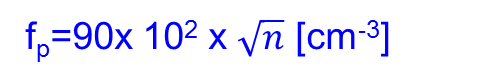 fₚ=90x 10² x √n [cm⁻³]